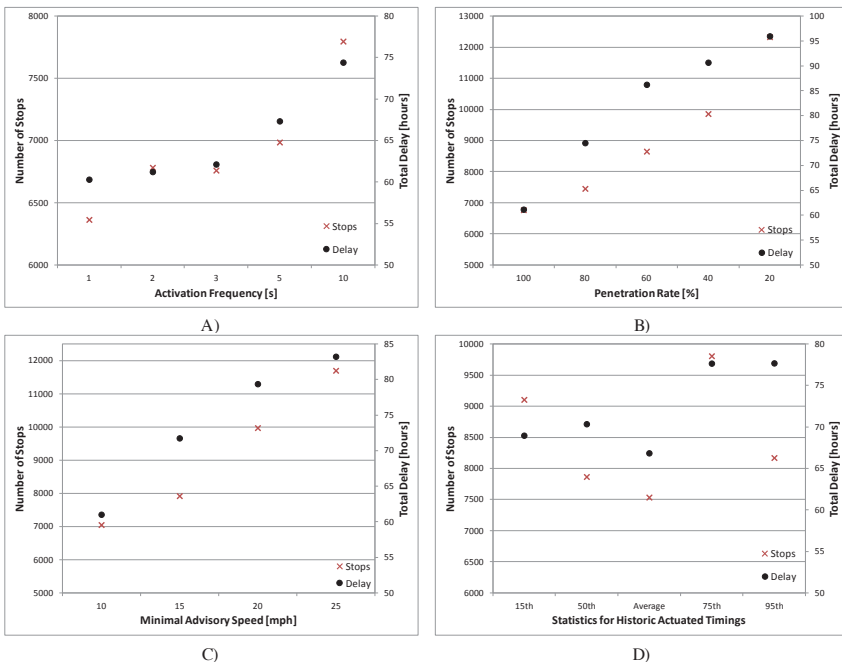 8000
7500
7000
6500
6000
Number of Stops
80
75
70
65
60
55
50
Total Delay [hours]
1 2 3 5 10
Activation Frequency [s]
Stops
Delay
A)
13000
12000
11000
10000
9000
8000
7000
6000
5000
Number of Stops
100
95
90
85
80
75
70
65
60
55
50
Total Delay [hours]
100 80 60 40 20
Penetration Rate [%]
Stops
Delay
B)
12000
11000
10000
9000
8000
7000
6000
5000
Number of Stops
85
80
75
70
65
60
55
50
Total Delay [hours]
10 15 20 25
Minimal Advisory Speed [mph]
Stops
Delay
C)
10000
9500
9000
8500
8000
7500
7000
6500
6000
Number of Stops
80
75
70
65
60
55
50
Total Delay [hours]
15th 50th Average 75th 95th
Statistics for Historic Actuated Timings
Stops
Delay
D)